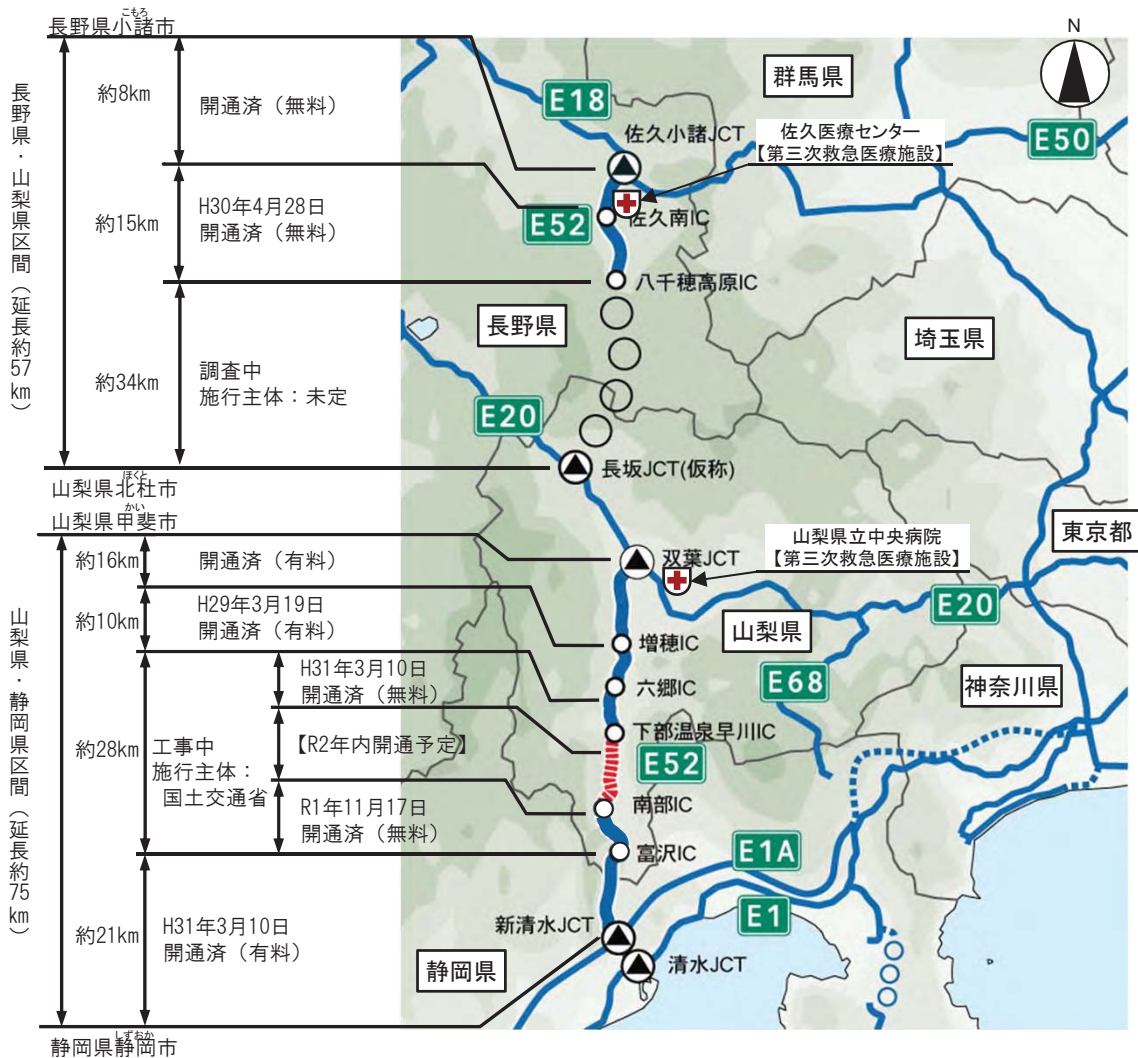 長野県小諸市
こもろ
長野県・山梨県区間(延長約57km)
約8km
開通済(無料)
約15km
H30年4月28日
開通済(無料)
約34km
調査中
施行主体:未定
山梨県北杜市
ほくと
山梨県甲斐市
かい
山梨県・静岡県区間(延長約75km)
約16km
開通済(有料)
約10km
H29年3月19日
開通済(有料)
約28km
工事中
施行主体:
国土交通省
H31年3月10日
開通済(無料)
【R2年内開通予定】
R1年11月17日
開通済(無料)
約21km
H31年3月10日
開通済(有料)
静岡県静岡市
しずおか
N
群馬県
E18
佐久小諸JCT
佐久医療センター
【第三次救急医療施設】
E50
E52
佐久南IC
八千穂高原IC
長野県
埼玉県
E20
長坂JCT(仮称)
東京都
山梨県立中央病院
【第三次救急医療施設】
双葉JCT
E20
増穂IC
山梨県
六郷IC
E68
神奈川県
下部温泉早川IC
E52
南部IC
富沢IC
E1A
E1
新清水JCT
清水JCT
静岡県